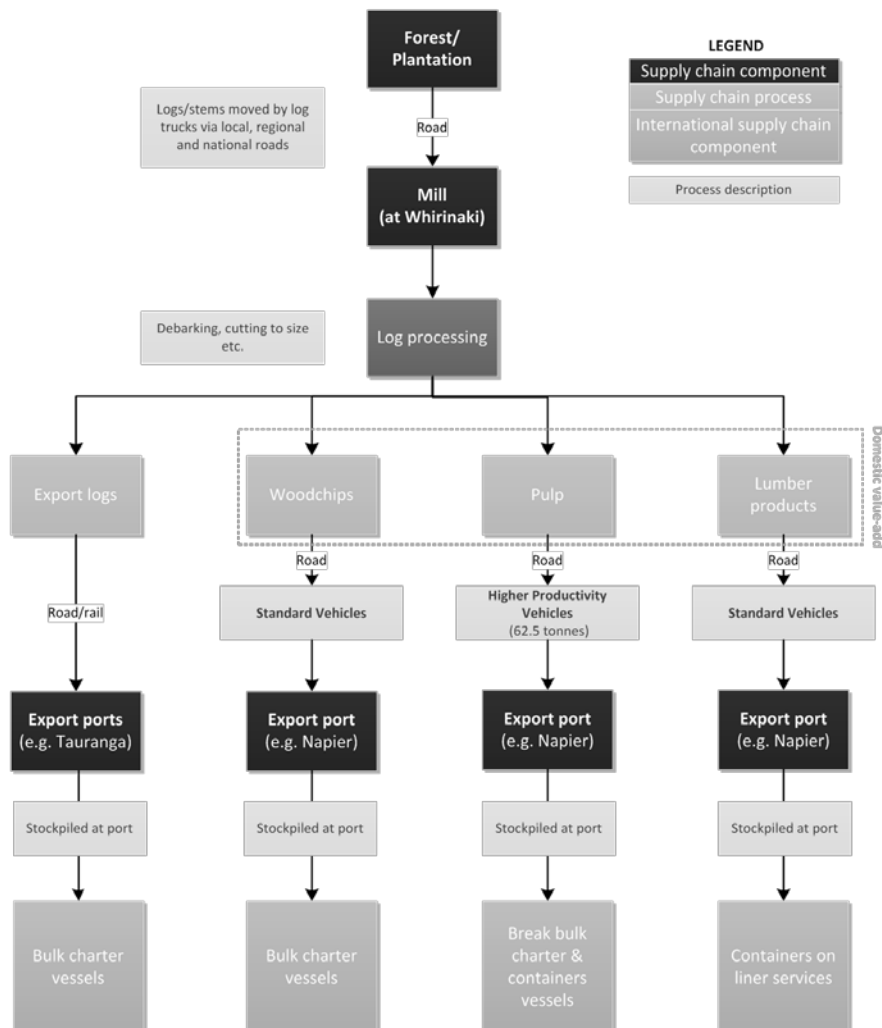 Forest/
Plantation
LEGEND
Supply chain component
Supply chain process
International supply chain
component
Process description
Logs/stems moved by log
trucks via local, regional
and national roads
Road
Mill
(at Whirinaki)
Debarking, cutting to size
etc.
Log processing
Domestic value-add
Export logs
Woodchips
Pulp
Lumber
products
Road
Road
Road
Road/rail
Standard Vehicles
Higher Productivity
Vehicles
(62.5 tonnes)
Standard Vehicles
Export ports
(e.g. Tauranga)
Export port
(e.g. Napier)
Export port
(e.g. Napier)
Export port
(e.g. Napier)
Stockpiled at port
Stockpiled at port
Stockpiled at port
Stockpiled at port
Bulk charter
vessels
Bulk charter
vessels
Break bulk
charter &
containers
vessels
Containers on
liner services